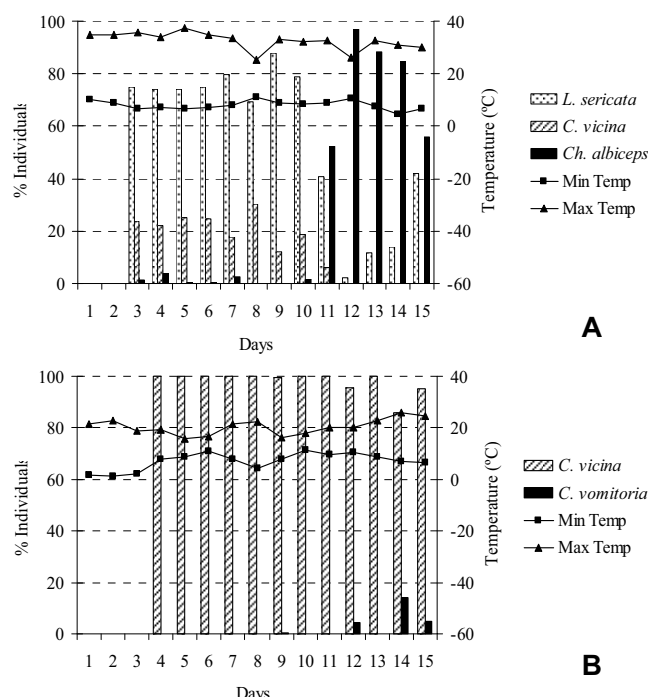 100
80
60
40
20
0
% Individuals
40
20
0
-20
-40
-60
Temperature (ºC)
1 2 3 4 5 6 7 8 9 10 11 12 13 14 15
Days
L. sericata
C. vicina
Ch. albiceps
Min Temp
Max Temp
A
100
80
60
40
20
0
% Individuals
40
20
0
-20
-40
-60
Temperature (ºC)
1 2 3 4 5 6 7 8 9 10 11 12 13 14 15
Days
C. vicina
C. vomitoria
Min Temp
Max Temp
B